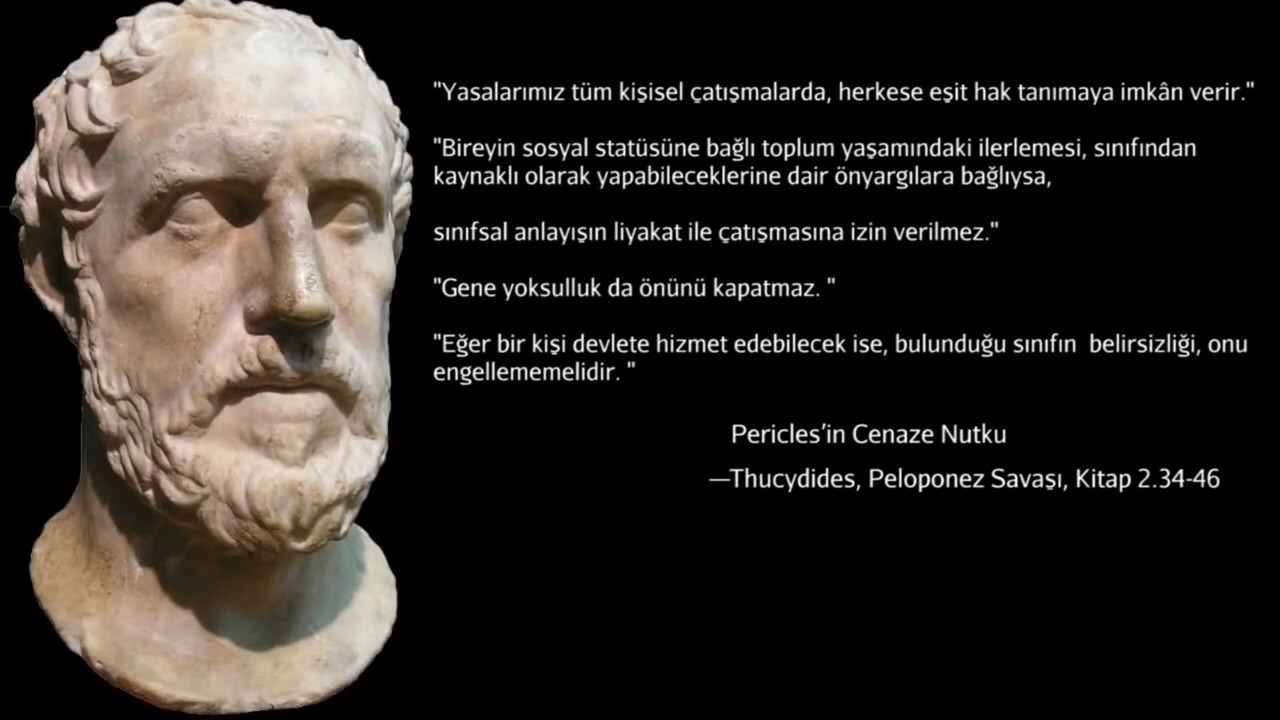 "Yasalarımız tüm kişisel çatışmalarda, herkese eşit hak tanımaya imkân verir."
"Bireyin sosyal statüsüne bağlı toplum yaşamındaki ilerlemesi, sınıfından
kaynaklı olarak yapabileceklerine dair önyargılara bağlıysa,
sınıfsal anlayışın liyakat ile çatışmasına izin verilmez."
"Gene yoksulluk da önünü kapatmaz. "
"Eğer bir kişi devlete hizmet edebilecek ise, bulunduğu sınıfın  belirsizliği, onu
engellememelidir. "
Pericles’in Cenaze Nutku
—Thucydides, Peloponez Savaşı, Kitap 2.34-46